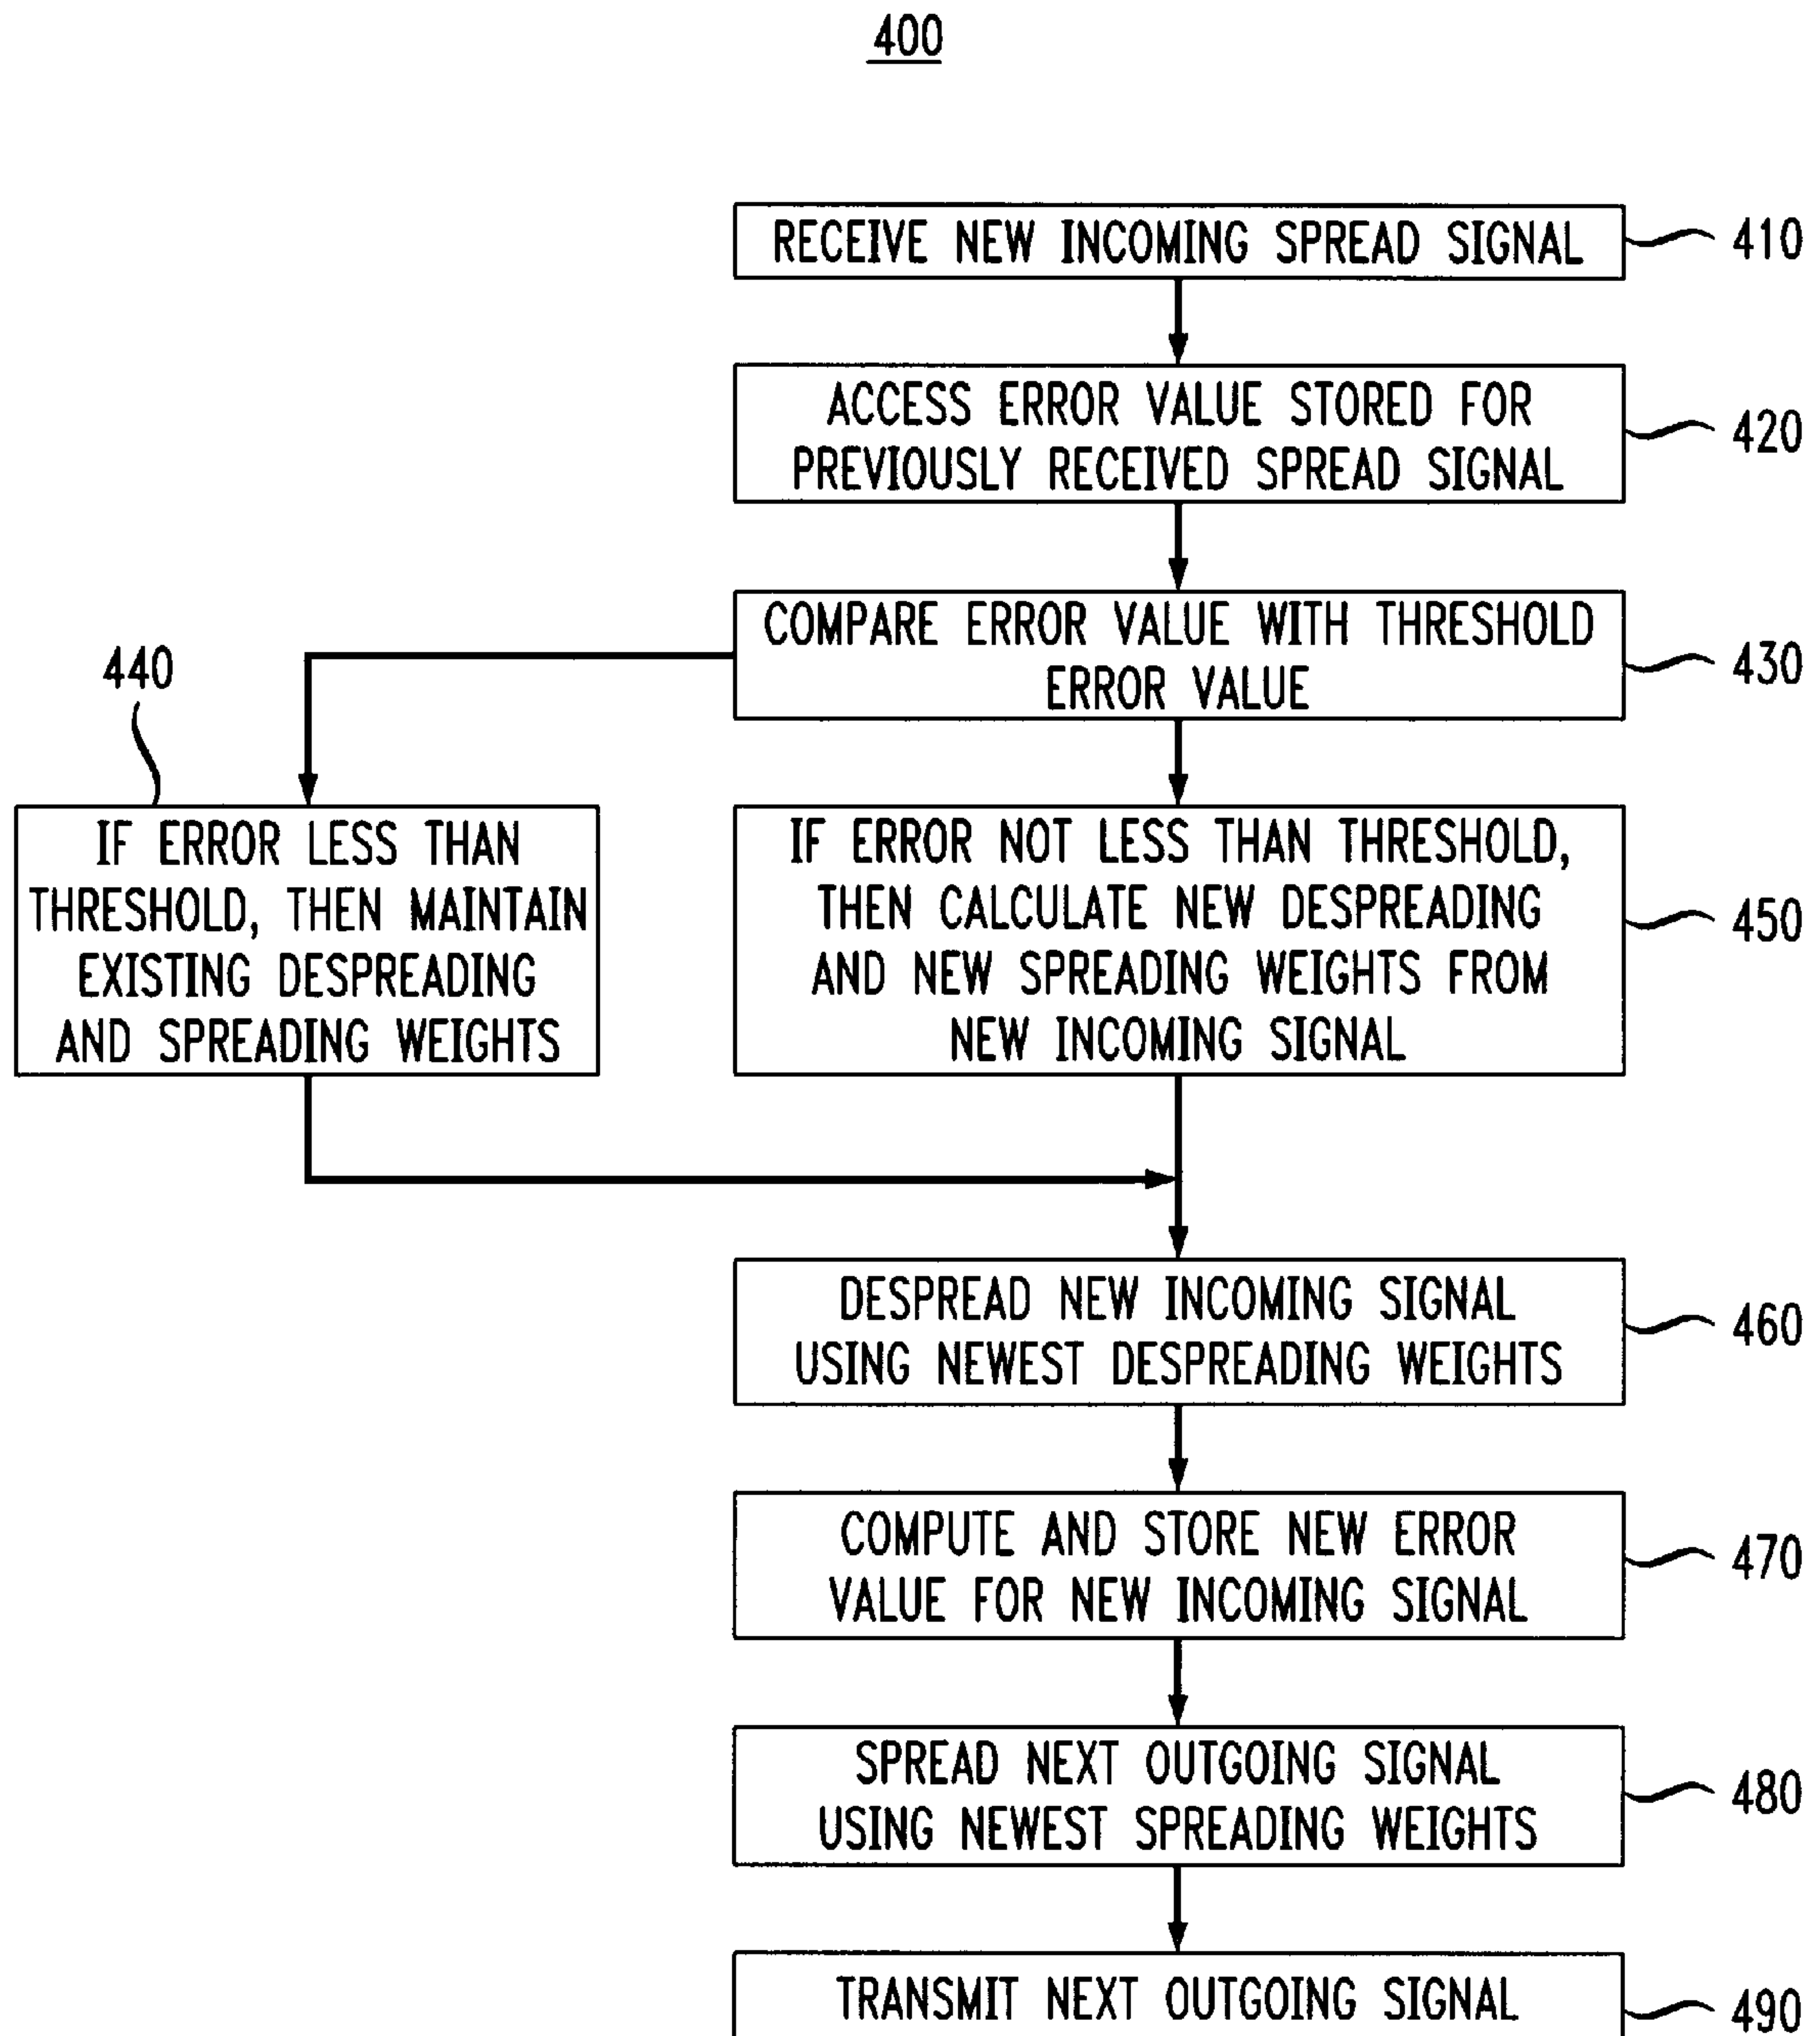 400
RECEIVE NEW INCOMING SPREAD SIGNAL
410
ACCESS ERROR VALUE STORED FOR
PREVIOUSLY RECEIVED SPREAD SIGNAL
420
COMPARE ERROR VALUE WITH THRESHOLD
ERROR VALUE
430
440
IF ERROR LESS THAN
THRESHOLD, THEN MAINTAIN
EXISTING DESPREADING
AND SPREADING WEIGHTS
IF ERROR NOT LESS THAN THRESHOLD,
THEN CALCULATE NEW DESPREADING
AND NEW SPREADING WEIGHTS FROM
NEW INCOMING SIGNAL
450
DESPREAD NEW INCOMING SIGNAL
USING NEWEST DESPREADING WEIGHTS
460
COMPUTE AND STORE NEW ERROR
VALUE FOR NEW INCOMING SIGNAL
470
SPREAD NEXT OUTGOING SIGNAL
USING NEWEST SPREADING WEIGHTS
480
TRANSMIT NEXT OUTGOING SIGNAL
490